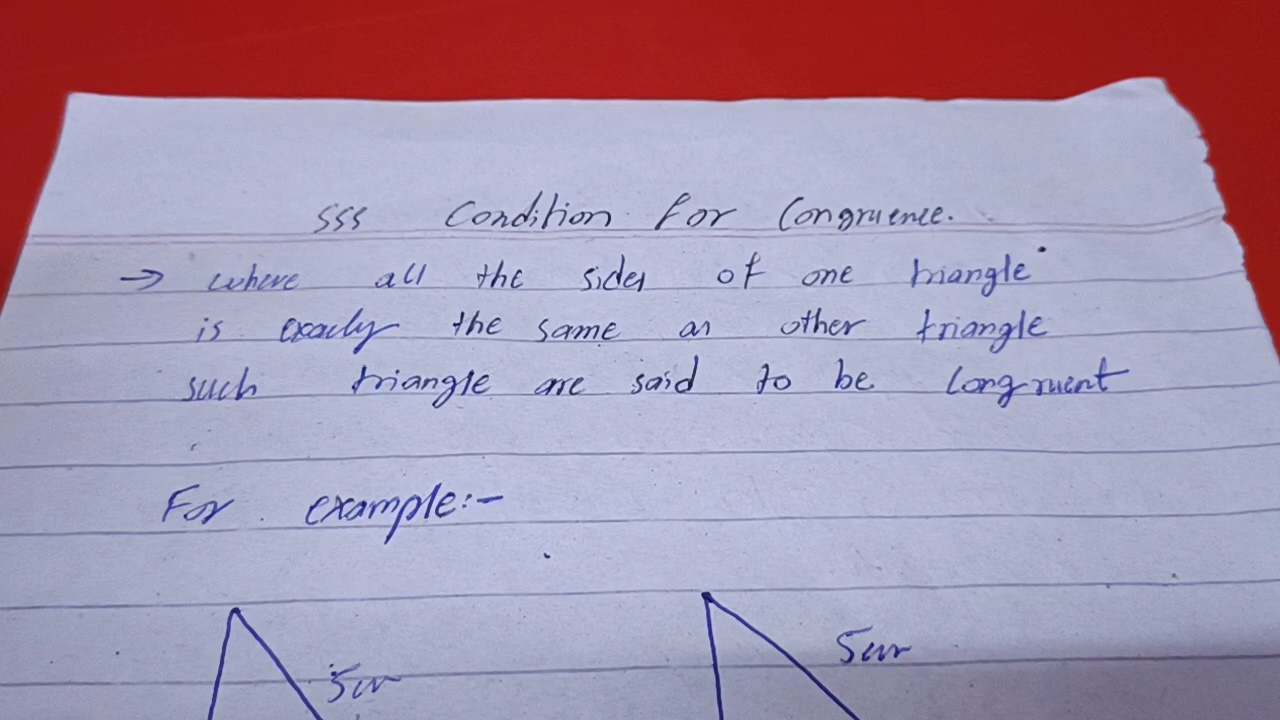 SSS Condition For Congruence.
→ where all the sides of one triangle
is exacly the same as other triangle
such triangle are said to be Congruent
For example:-
5cm 5cm